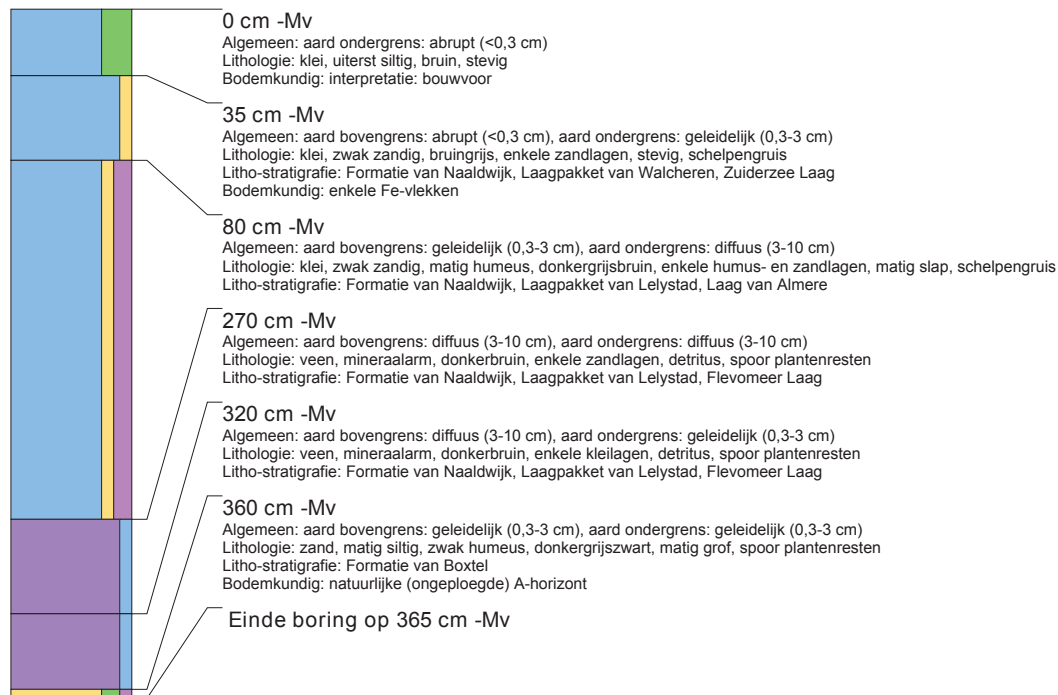 0 cm -Mv
Algemeen: aard ondergrens: abrupt (<0,3 cm)
Lithologie: klei, uiterst siltig, bruin, stevig
Bodemkundig: interpretatie: bouwvoor
35 cm -Mv
Algemeen: aard bovengrens: abrupt (<0,3 cm), aard ondergrens: geleidelijk (0,3-3 cm)
Lithologie: klei, zwak zandig, bruingrijs, enkele zandlagen, stevig, schelpengruis
Litho-stratigrafie: Formatie van Naaldwijk, Laagpakket van Walcheren, Zuiderzee Laag
Bodemkundig: enkele Fe-vlekken
80 cm -Mv
Algemeen: aard bovengrens: geleidelijk (0,3-3 cm), aard ondergrens: diffuus (3-10 cm)
Lithologie: klei, zwak zandig, matig humeus, donkergrijsbruin, enkele humus- en zandlagen, matig slap, schelpengruis
Litho-stratigrafie: Formatie van Naaldwijk, Laagpakket van Lelystad, Laag van Almere
270 cm -Mv
Algemeen: aard bovengrens: diffuus (3-10 cm), aard ondergrens: diffuus (3-10 cm)
Lithologie: veen, mineraalarm, donkerbruin, enkele zandlagen, detritus, spoor plantenresten
Litho-stratigrafie: Formatie van Naaldwijk, Laagpakket van Lelystad, Flevomeer Laag
320 cm -Mv
Algemeen: aard bovengrens: diffuus (3-10 cm), aard ondergrens: geleidelijk (0,3-3 cm)
Lithologie: veen, mineraalarm, donkerbruin, enkele kleilagen, detritus, spoor plantenresten
Litho-stratigrafie: Formatie van Naaldwijk, Laagpakket van Lelystad, Flevomeer Laag
360 cm -Mv
Algemeen: aard bovengrens: geleidelijk (0,3-3 cm), aard ondergrens: geleidelijk (0,3-3 cm)
Lithologie: zand, matig siltig, zwak humeus, donkergrijszwart, matig grof, spoor plantenresten
Litho-stratigrafie: Formatie van Boxtel
Bodemkundig: natuurlijke (ongeploegde) A-horizont
Einde boring op 365 cm -Mv